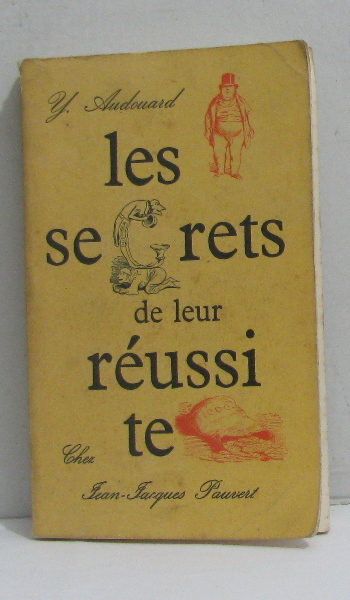 Y. Audouard
les
secrets
de leur
réussi
te
Chez
Jean-Jacques Pauvert